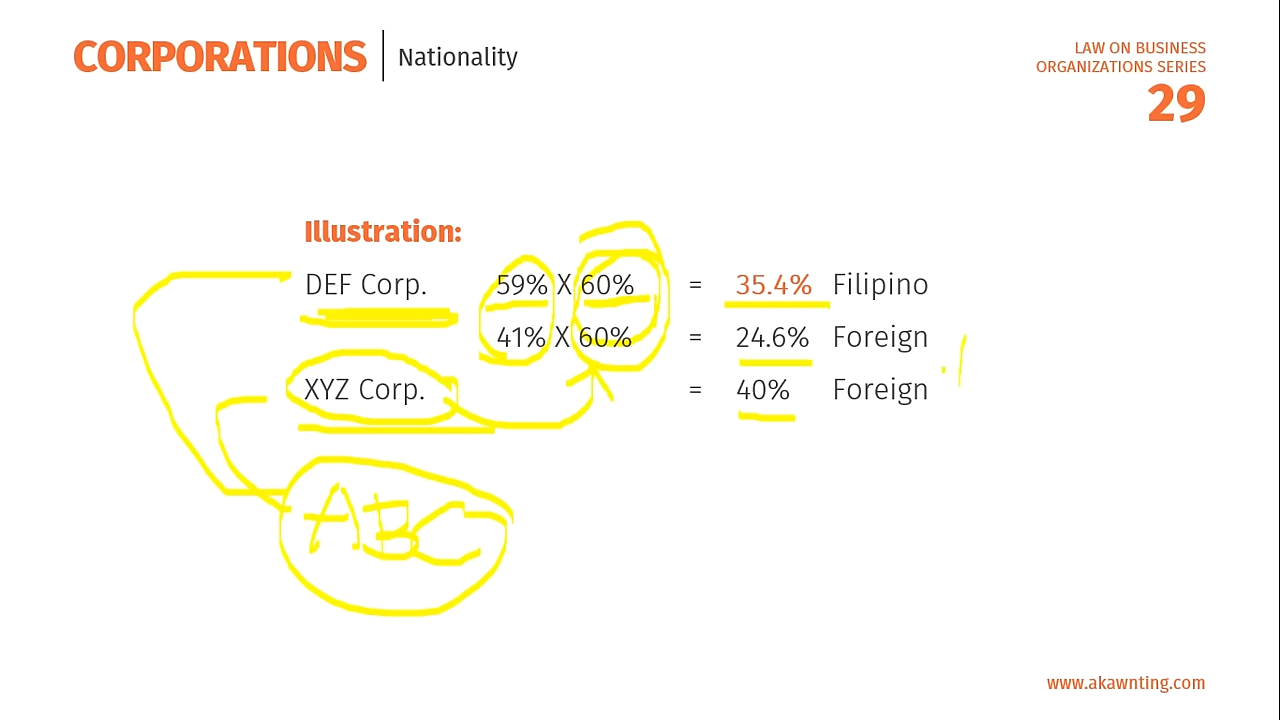 CORPORATIONS Nationality
LAW ON BUSINESS
ORGANIZATIONS SERIES
29
Illustration:
DEF Corp. 59% X 60% = 35.4% Filipino
41% X 60% = 24.6% Foreign
XYZ Corp. = 40% Foreign
ABC
www.akawnting.com